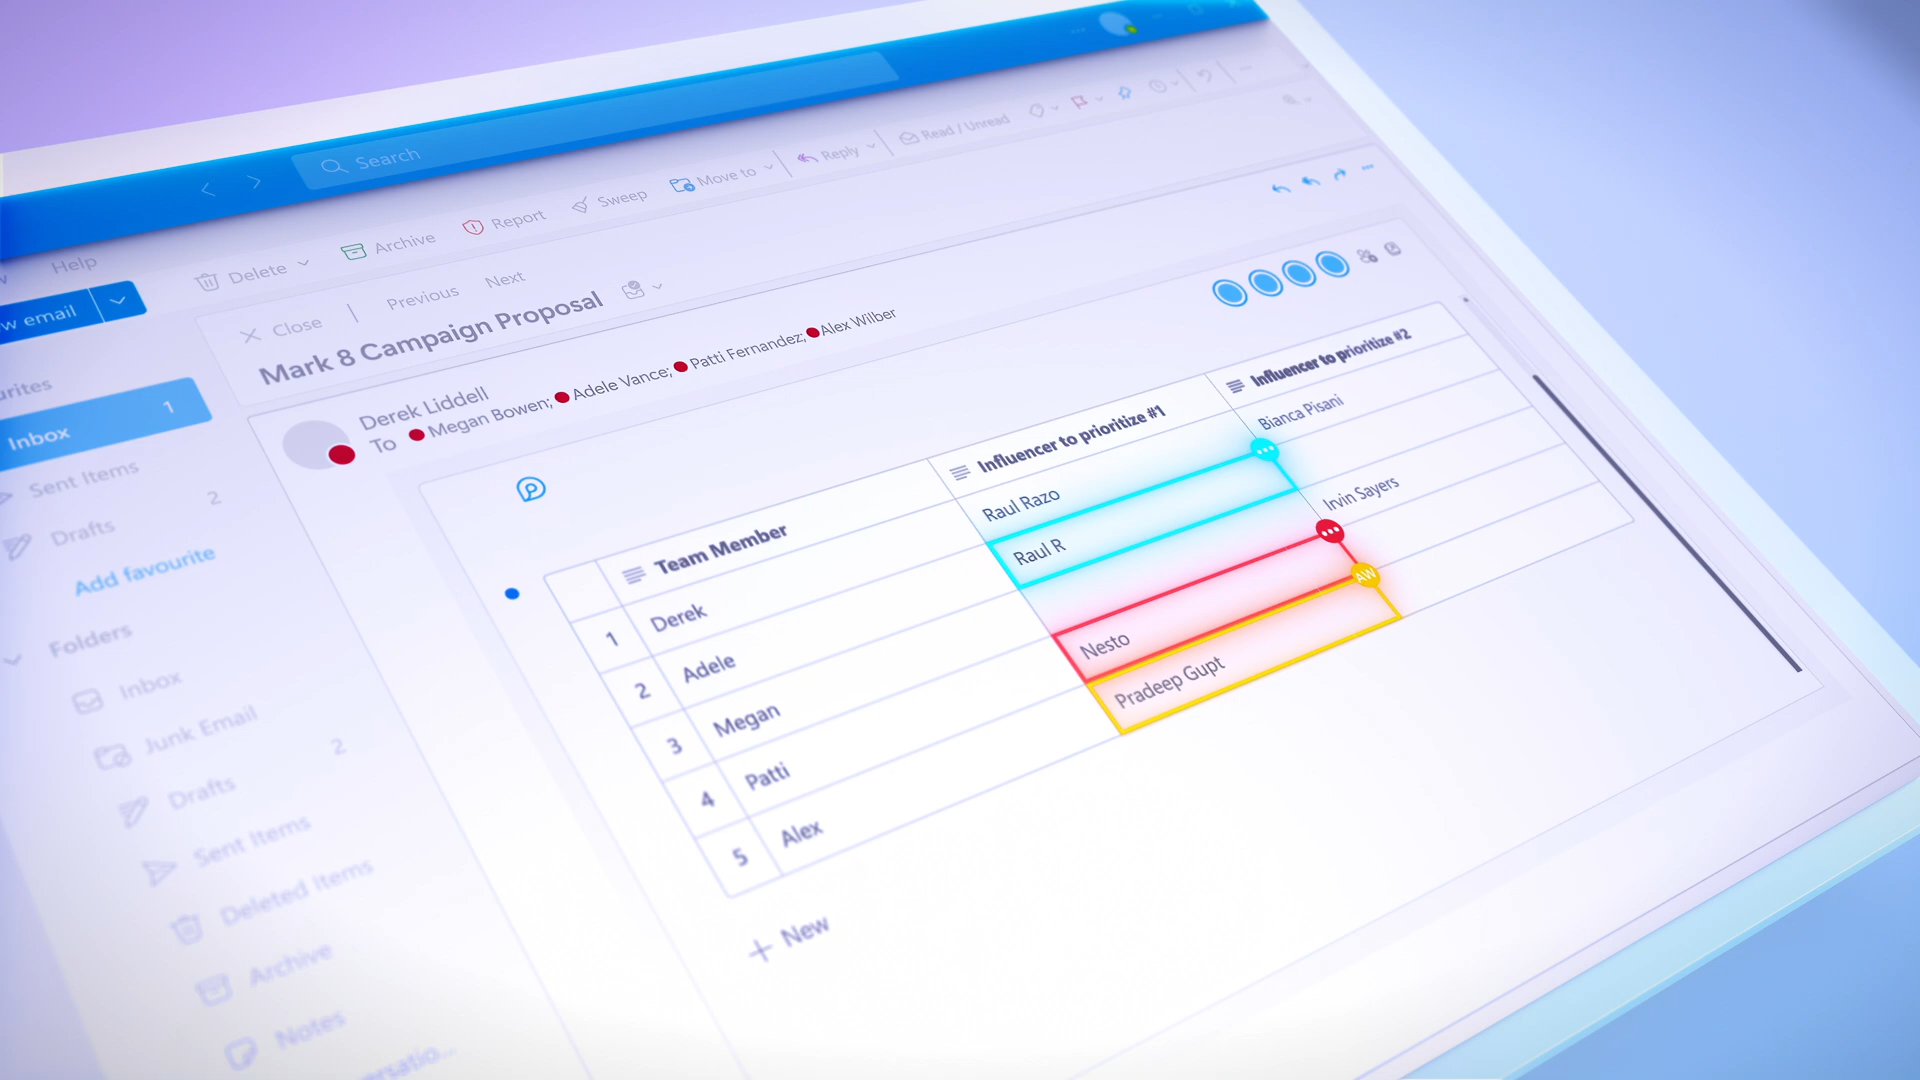 Search
Help
Delete
Archive
Report
Sweep
Move to
Reply
Read / Unread
w email
Close
Previous
Next
Mark 8 Campaign Proposal
Derek Liddell
To Megan Bowen; Adele Vance; Patti Fernandez; Alex Wilber
urites
Inbox 1
Sent Items
Drafts 2
Add favourite
Folders
Inbox
Junk Email
Drafts 2
Sent Items
Deleted Items
Archive
Notes
ersatio...
Team Member Influencer to prioritize #1 Influencer to prioritize #2
1 Derek Raul Razo Bianca Pisani
2 Adele Raul R
3 Megan Irvin Sayers
4 Patti Nesto
5 Alex Pradeep Gupt
AW
New